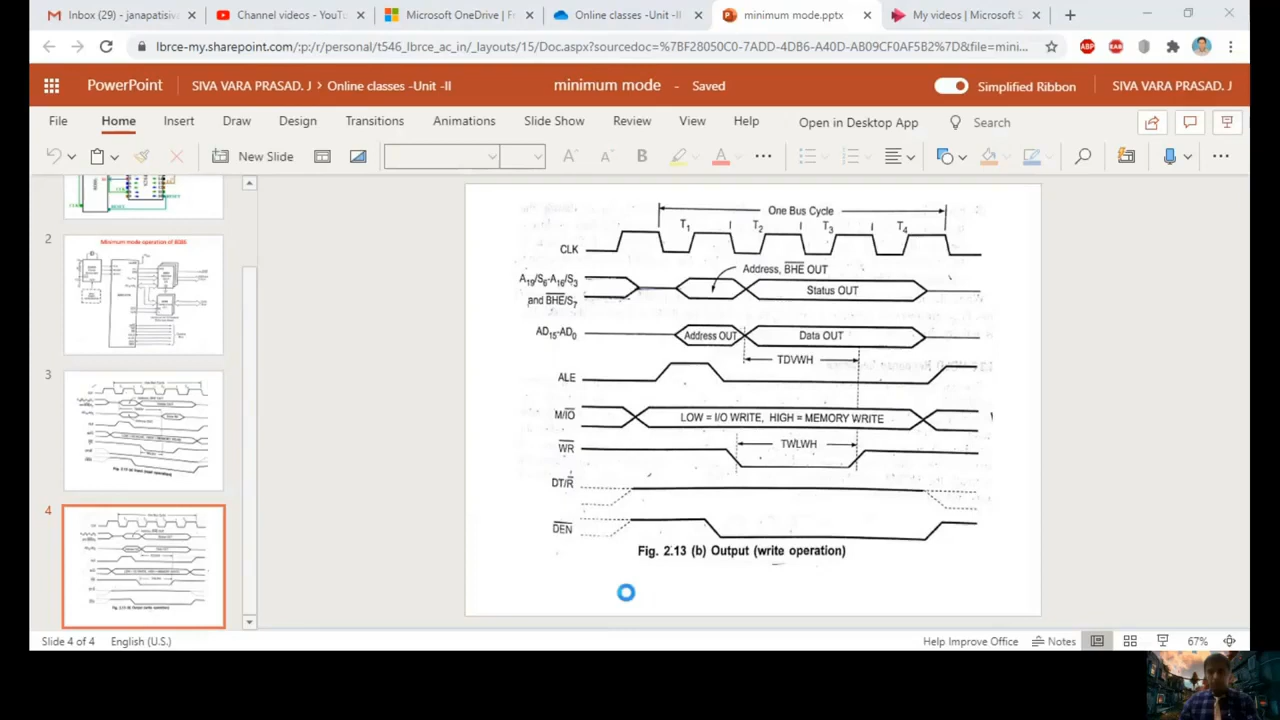 Inbox (29) - janapatisiva
Channel videos - YouTu
Microsoft OneDrive | Fi
Online classes -Unit -II
minimum mode.pptx
My videos | Microsoft S
lbrce-my.sharepoint.com/:p:/r/personal/t546_lbrce_ac_in/_layouts/15/Doc.aspx?sourcedoc=%7BF28050C0-7ADD-4DB6-A40D-AB09CF0AF5B2%7D&file=mini...
PowerPoint
SIVA VARA PRASAD. J > Online classes -Unit -II
minimum mode - Saved
Simplified Ribbon
SIVA VARA PRASAD. J
File Home Insert Draw Design Transitions Animations Slide Show Review View Help Open in Desktop App Search
New Slide
2
Minimum mode operation of 8086
3
4
One Bus Cycle
T1 T2 T3 T4
CLK
Address, BHE OUT
A19/S6-A16/S3
and BHE/S7
Status OUT
AD15-AD0
Address OUT
Data OUT
TDVWH
ALE
M/IO
LOW = I/O WRITE, HIGH = MEMORY WRITE
WR
TWLWH
DT/R
DEN
Fig. 2.13 (b) Output (write operation)
Slide 4 of 4
English (U.S.)
Help Improve Office
Notes
67%